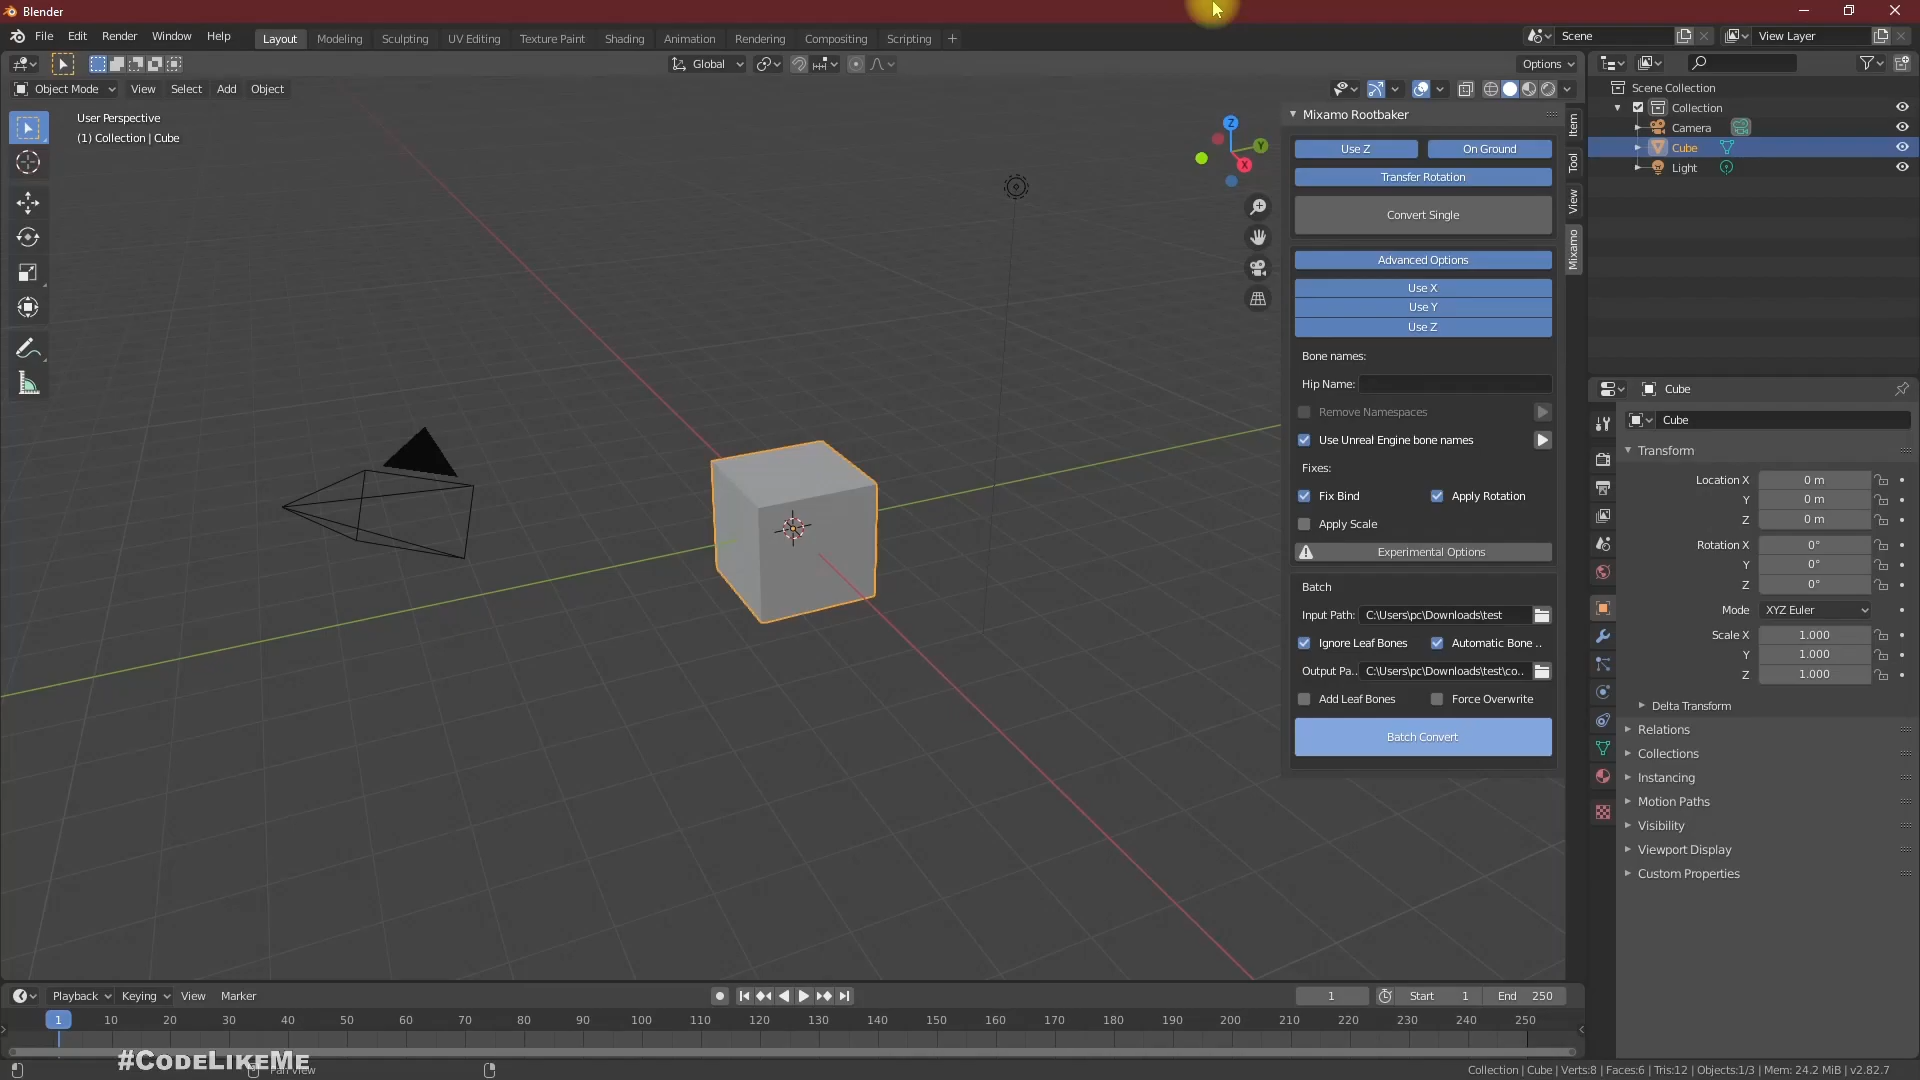 Blender
File Edit Render Window Help Layout Modeling Sculpting UV Editing Texture Paint Shading Animation Rendering Compositing Scripting + Scene View Layer
Global Options
Object Mode View Select Add Object
User Perspective
(1) Collection | Cube
Z
Y
X
Mixamo Rootbaker
Use Z On Ground
Transfer Rotation
Convert Single
Advanced Options
Use X
Use Y
Use Z
Bone names:
Hip Name:
Remove Namespaces
Use Unreal Engine bone names
Fixes:
Fix Bind Apply Rotation
Apply Scale
Experimental Options
Batch
Input Path: C:\Users\pc\Downloads\test
Ignore Leaf Bones Automatic Bone ..
Output Pa.. C:\Users\pc\Downloads\test\co..
Add Leaf Bones Force Overwrite
Batch Convert
Item
Tool
View
Mixamo
Scene Collection
Collection
Camera
Cube
Light
Cube
Cube
Transform
Location X 0 m
Y 0 m
Z 0 m
Rotation X 0°
Y 0°
Z 0°
Mode XYZ Euler
Scale X 1.000
Y 1.000
Z 1.000
Delta Transform
Relations
Collections
Instancing
Motion Paths
Visibility
Viewport Display
Custom Properties
Playback Keying View Marker 1 Start 1 End 250
1 10 20 30 40 50 60 70 80 90 100 110 120 130 140 150 160 170 180 190 200 210 220 230 240 250
#CodeLikeMe
Pan View
Collection | Cube | Verts:8 | Faces:6 | Tris:12 | Objects:1/3 | Mem: 24.2 MiB | v2.82.7